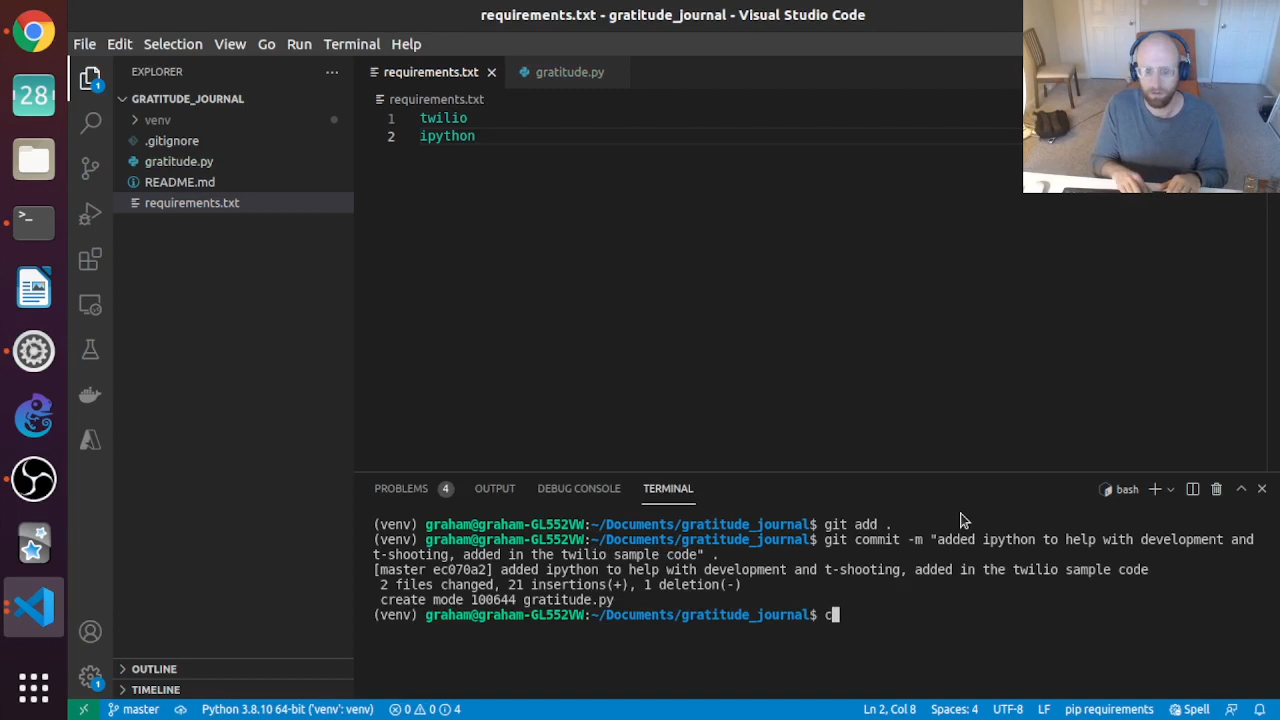 requirements.txt - gratitude_journal - Visual Studio Code
File Edit Selection View Go Run Terminal Help
28
EXPLORER
requirements.txt
gratitude.py
GRATITUDE_JOURNAL
requirements.txt
venv
1 twilio
.gitignore
2 ipython
gratitude.py
README.md
requirements.txt
1
PROBLEMS 4 OUTPUT DEBUG CONSOLE TERMINAL
bash
(venv) graham@graham-GL552VW:~/Documents/gratitude_journal$ git add .
(venv) graham@graham-GL552VW:~/Documents/gratitude_journal$ git commit -m "added ipython to help with development and
t-shooting, added in the twilio sample code" .
[master ec070a2] added ipython to help with development and t-shooting, added in the twilio sample code
2 files changed, 21 insertions(+), 1 deletion(-)
create mode 100644 gratitude.py
(venv) graham@graham-GL552VW:~/Documents/gratitude_journal$ c
OUTLINE
1
TIMELINE
master Python 3.8.10 64-bit ('venv': venv) 0 0 4 Ln 2, Col 8 Spaces: 4 UTF-8 LF pip requirements Spell